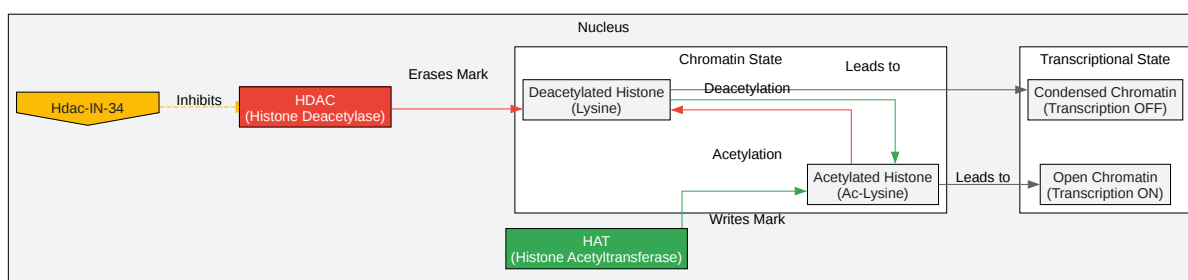 Nucleus
Chromatin State
Transcriptional State
Leads to
Erases Mark
Deacetylation
Hdac-IN-34
Inhibits
HDAC
(Histone Deacetylase)
Deacetylated Histone
(Lysine)
Condensed Chromatin
(Transcription OFF)
Acetylation
Acetylated Histone
(Ac-Lysine)
Leads to
Open Chromatin
(Transcription ON)
Writes Mark
HAT
(Histone Acetyltransferase)